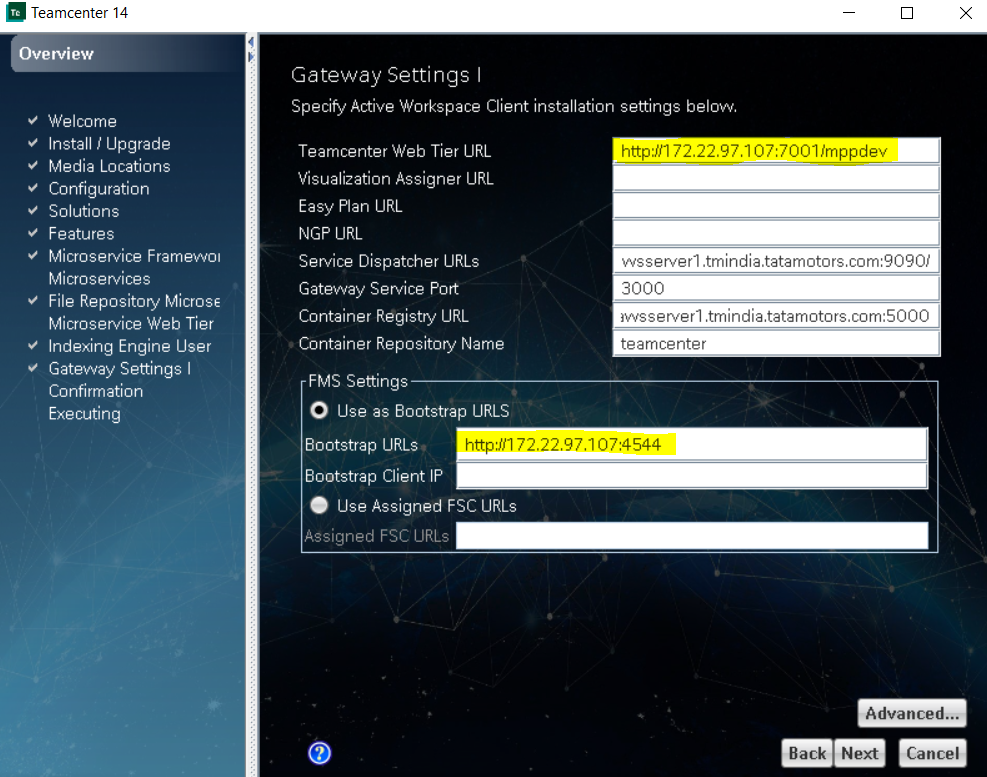 Tc Teamcenter 14
Overview
Welcome
Install / Upgrade
Media Locations
Configuration
Solutions
Features
Microservice Framewor
Microservices
File Repository Microse
Microservice Web Tier
Indexing Engine User
Gateway Settings I
Confirmation
Executing
Gateway Settings I
Specify Active Workspace Client installation settings below.
Teamcenter Web Tier URL http://172.22.97.107:7001/mppdev
Visualization Assigner URL
Easy Plan URL
NGP URL
Service Dispatcher URLs wsserver1.tmindia.tatamotors.com:9090/
Gateway Service Port 3000
Container Registry URL wsserver1.tmindia.tatamotors.com:5000
Container Repository Name teamcenter
FMS Settings
Use as Bootstrap URLS
Bootstrap URLs http://172.22.97.107:4544
Bootstrap Client IP
Use Assigned FSC URLs
Assigned FSC URLs
Advanced...
? Back Next Cancel